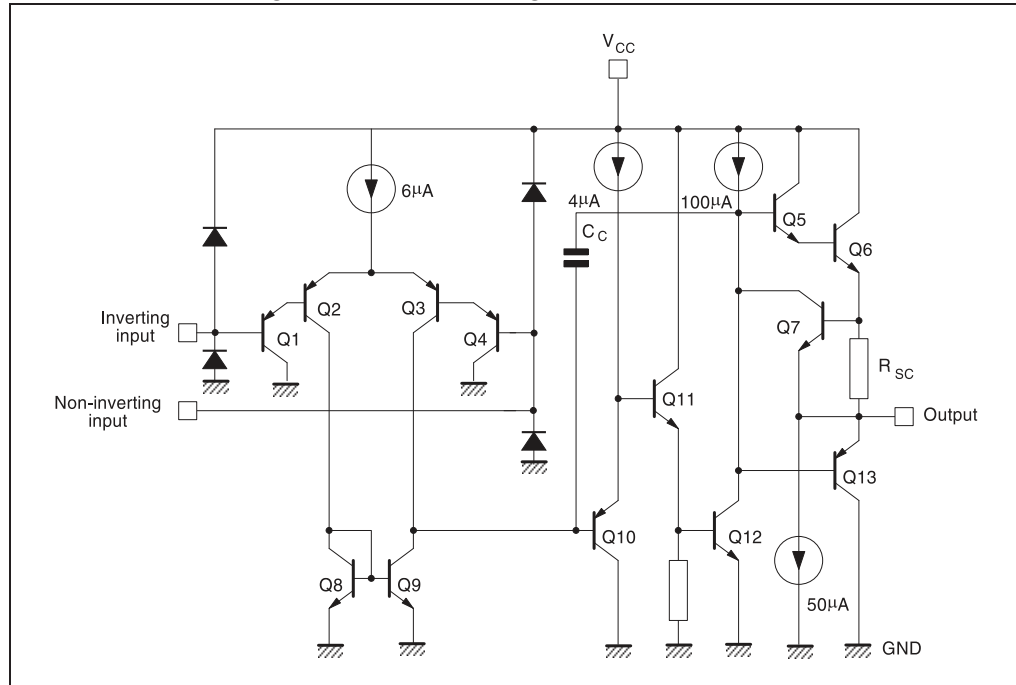 V CC
6μA
4μA
100μA
C C
Q5
Q6
Q2
Q3
Q7
Inverting
input
Q1
Q4
R SC
Non-inverting
input
Q11
Output
Q13
Q10
Q12
Q8
Q9
50μA
GND